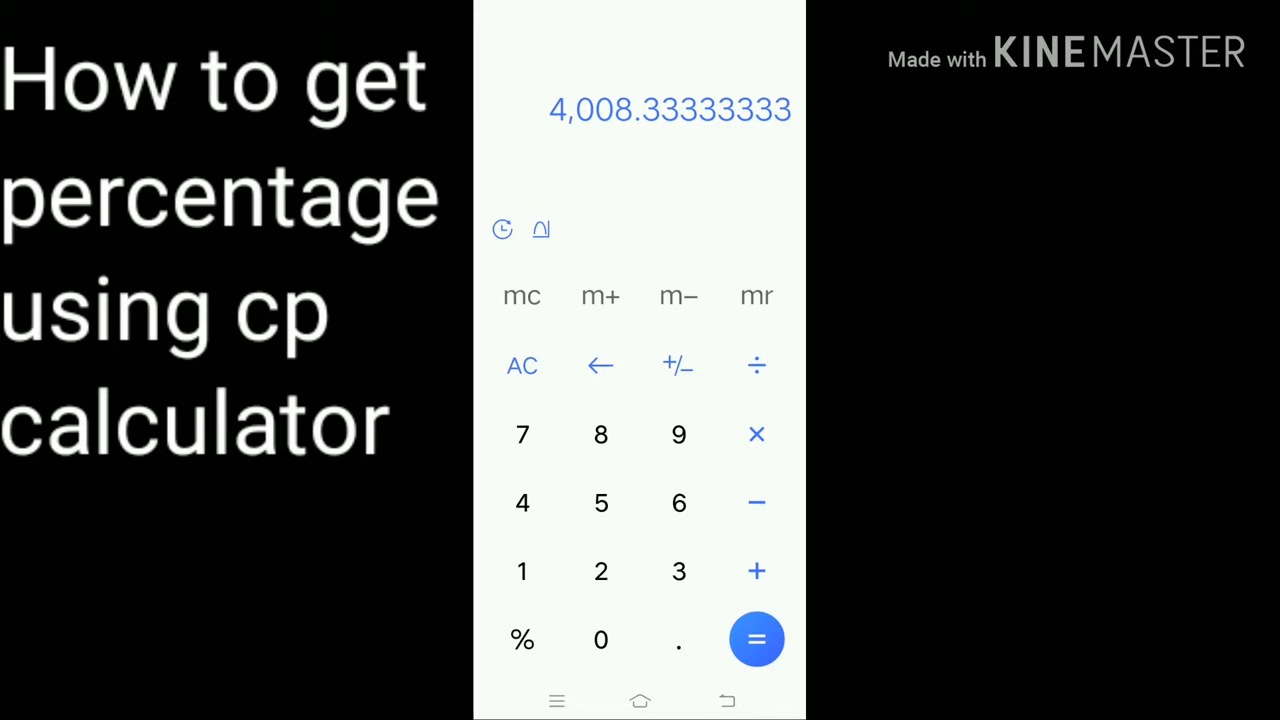 How to get
percentage
using cp
calculator
Made with KINEMASTER
4,008.33333333
mc m+ m− mr
AC ← +/− ÷
7 8 9 ×
4 5 6 −
1 2 3 +
% 0 . =